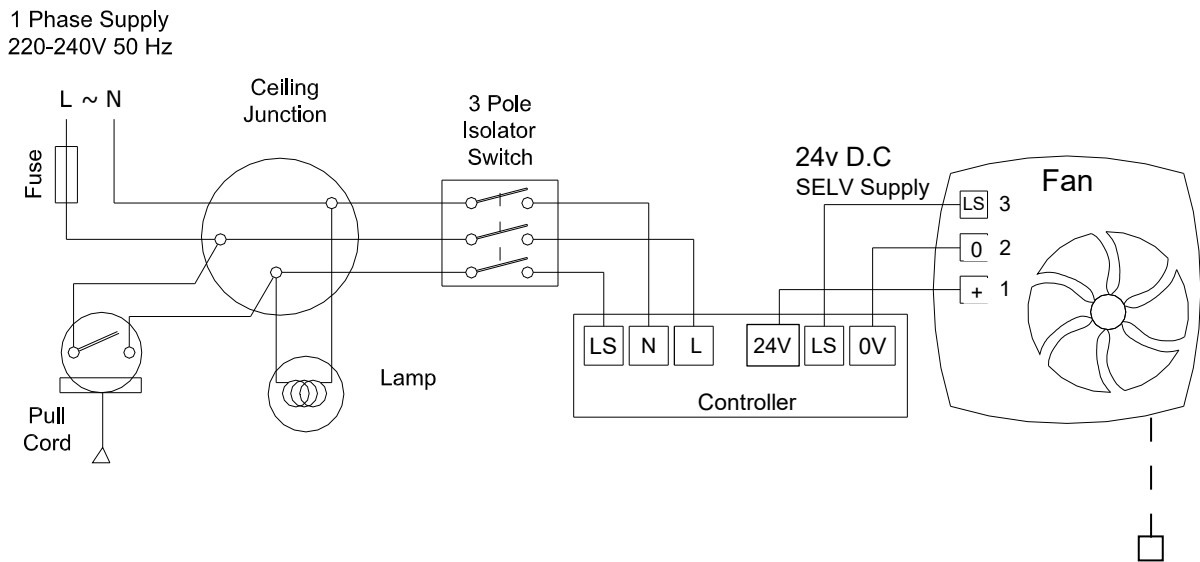 1 Phase Supply
220-240V 50 Hz
L ~ N
Fuse
Ceiling
Junction
3 Pole
Isolator
Switch
24v D.C
SELV Supply
Fan
LS 3
0 2
+ 1
LS N L 24V LS 0V
Controller
Lamp
Pull
Cord